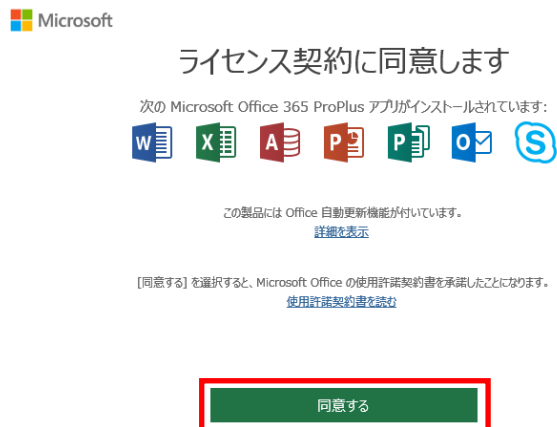 Microsoft
ライセンス契約に同意します
次の Microsoft Office 365 ProPlus アプリがインストールされています:
W X A P P O S
この製品には Office 自動更新機能が付いています。
詳細を表示
[同意する] を選択すると、Microsoft Office の使用許諾契約書を承諾したことになります。
使用許諾契約書を読む
同意する